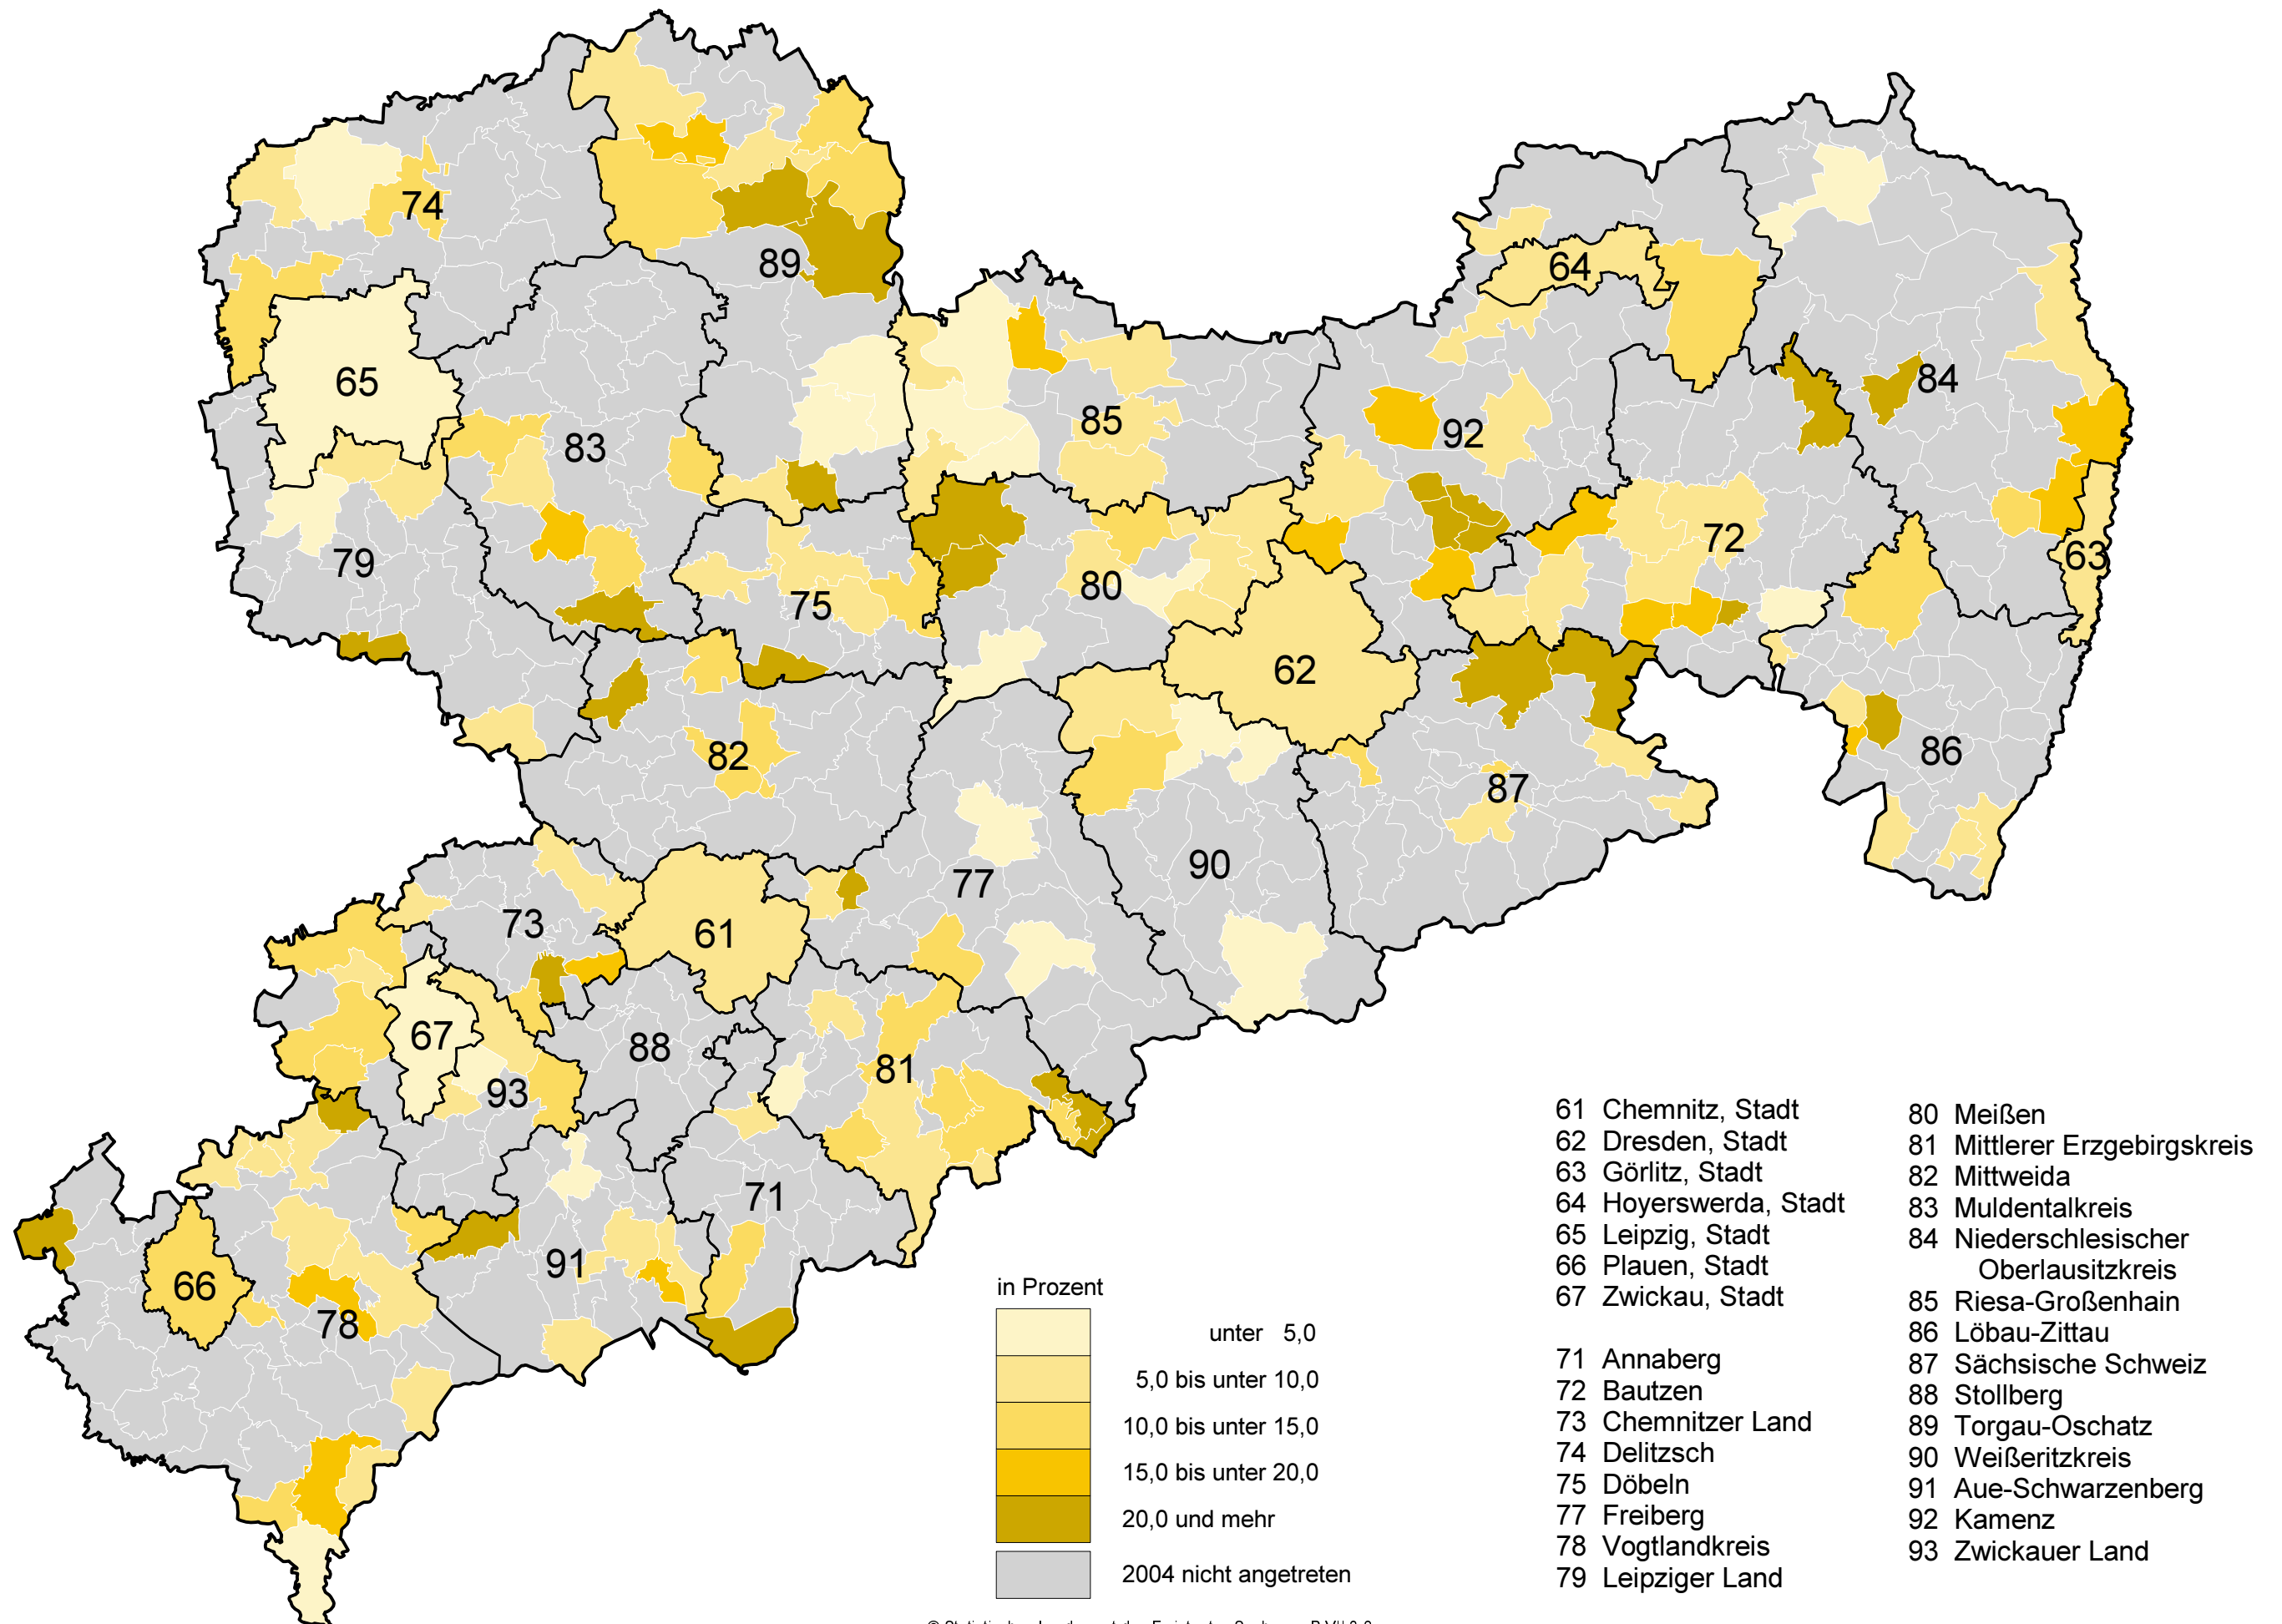 74
89
64
65
84
85
83
92
72
79
63
80
75
62
82
86
87
90
77
73
61
67
88
81
93
71
91
66
78
in Prozent
unter 5,0
5,0 bis unter 10,0
10,0 bis unter 15,0
15,0 bis unter 20,0
20,0 und mehr
2004 nicht angetreten
61 Chemnitz, Stadt
62 Dresden, Stadt
63 Görlitz, Stadt
64 Hoyerswerda, Stadt
65 Leipzig, Stadt
66 Plauen, Stadt
67 Zwickau, Stadt
71 Annaberg
72 Bautzen
73 Chemnitzer Land
74 Delitzsch
75 Döbeln
77 Freiberg
78 Vogtlandkreis
79 Leipziger Land
80 Meißen
81 Mittlerer Erzgebirgskreis
82 Mittweida
83 Muldentalkreis
84 Niederschlesischer
Oberlausitzkreis
85 Riesa-Großenhain
86 Löbau-Zittau
87 Sächsische Schweiz
88 Stollberg
89 Torgau-Oschatz
90 Weißeritzkreis
91 Aue-Schwarzenberg
92 Kamenz
93 Zwickauer Land